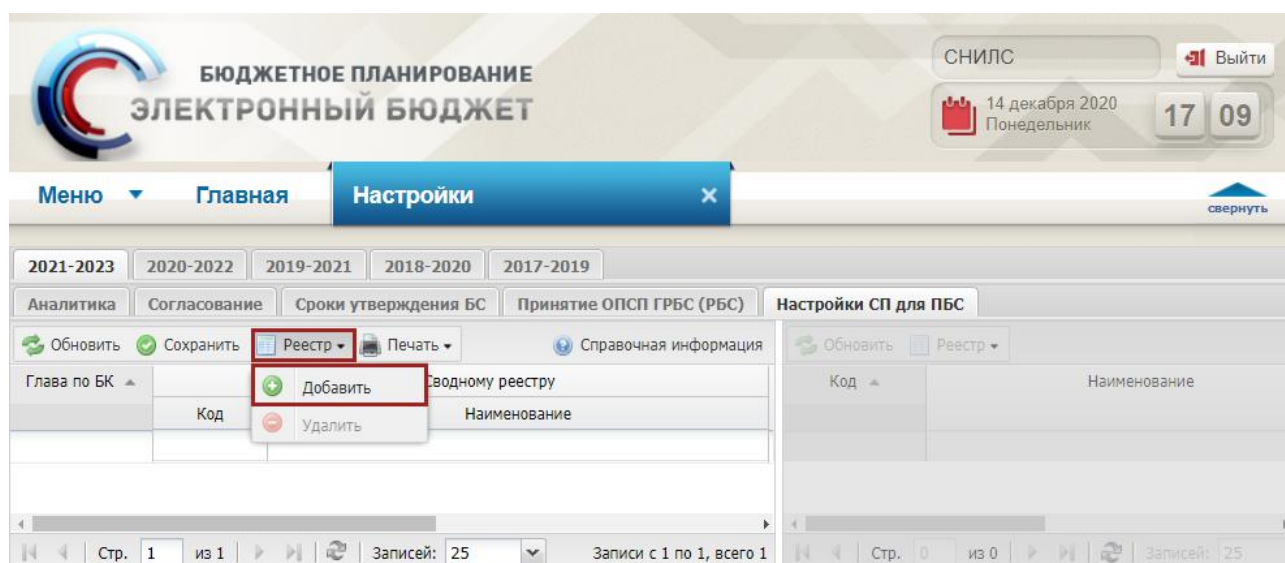 БЮДЖЕТНОЕ ПЛАНИРОВАНИЕ
ЭЛЕКТРОННЫЙ БЮДЖЕТ
СНИЛС
Выйти
14 декабря 2020
Понедельник
17 09
Меню Главная Настройки
свернуть
2021-2023 2020-2022 2019-2021 2018-2020 2017-2019
Аналитика Согласование Сроки утверждения БС Принятие ОПСП ГРБС (РБС) Настройки СП для ПБС
Обновить Сохранить Реестр Печать Справочная информация Обновить Реестр
Глава по БК Сводному реестру Код Наименование
Добавить
Код Наименование
Удалить
Стр. 1 из 1 Записей: 25 Записи с 1 по 1, всего 1 Стр. 0 из 0 Записей: 25